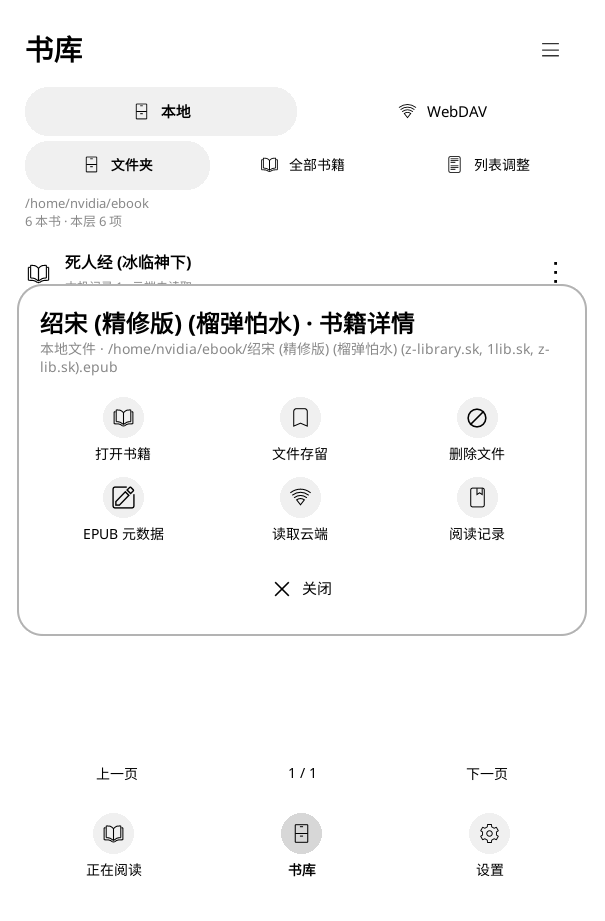 书库
本地
WebDAV
文件夹
全部书籍
列表调整
/home/nvidia/ebook
6 本书 · 本层 6 项
死人经 (冰临神下)
绍宋 (精修版) (榴弹怕水) · 书籍详情
本地文件 · /home/nvidia/ebook/绍宋 (精修版) (榴弹怕水) (z-library.sk, 1lib.sk, z-
lib.sk).epub
打开书籍
文件存留
删除文件
EPUB 元数据
读取云端
阅读记录
关闭
上一页
1 / 1
下一页
正在阅读
书库
设置